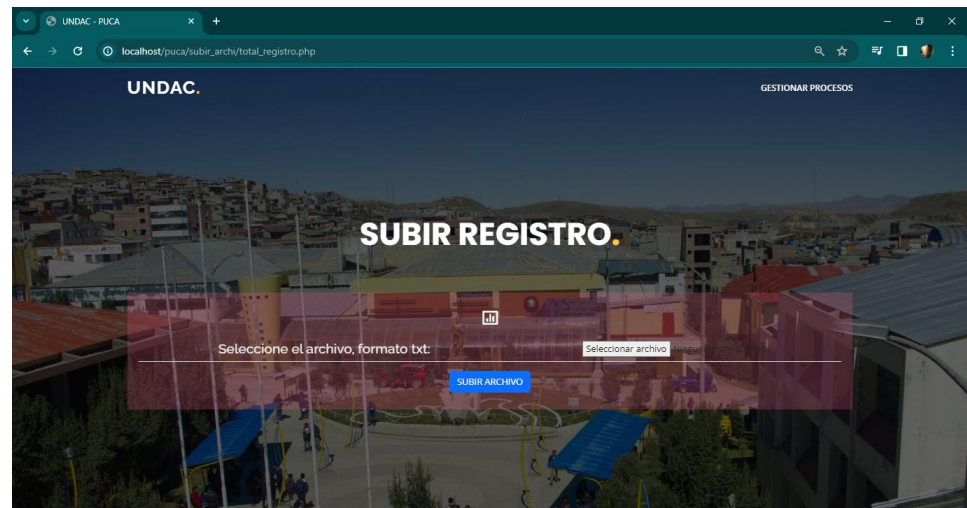 UNDAC - PUCA
localhost/puca/subir_archi/total_registro.php
UNDAC.
GESTIONAR PROCESOS
SUBIR REGISTRO.
Seleccione el archivo, formato txt:
Seleccionar archivo
SUBIR ARCHIVO